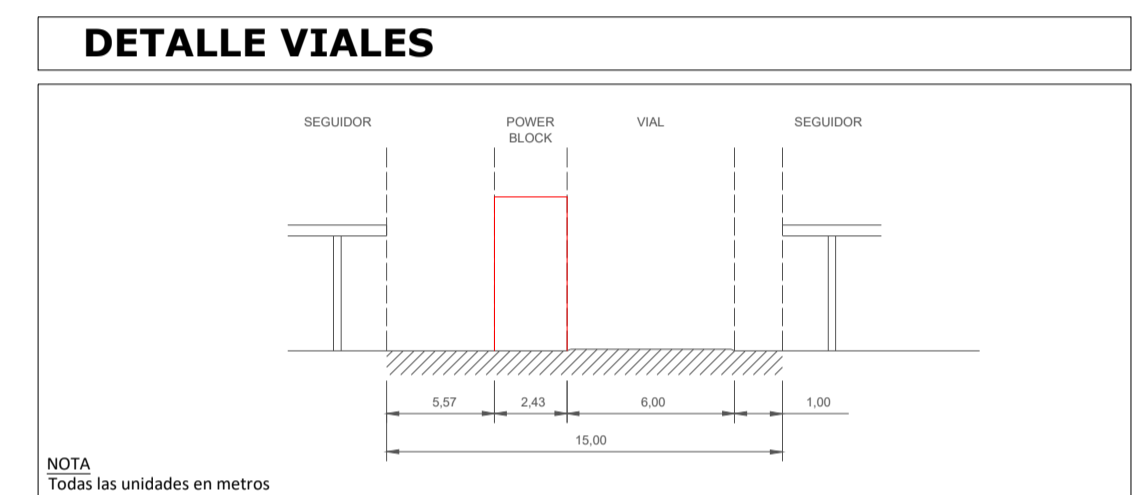 DETALLE VIALES
SEGUIDOR
POWER
BLOCK
VIAL
SEGUIDOR
5,57
2,43
6,00
1,00
15,00
NOTA
Todas las unidades en metros